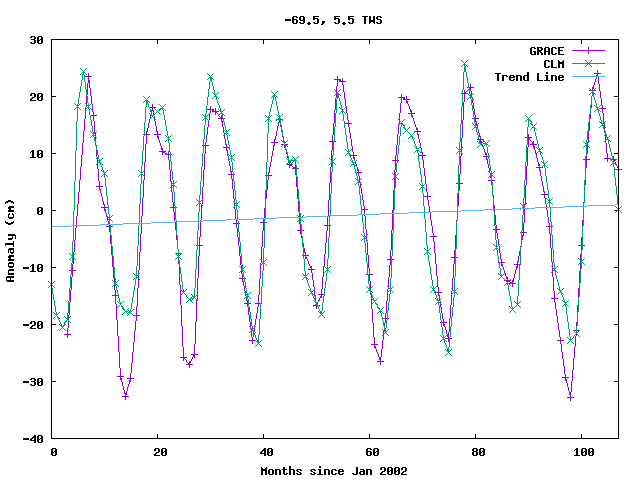 -69.5, 5.5 TWS
GRACE
CLM
Trend Line
30
20
10
0
-10
-20
-30
-40
Anomaly (cm)
0 20 40 60 80 100
Months since Jan 2002